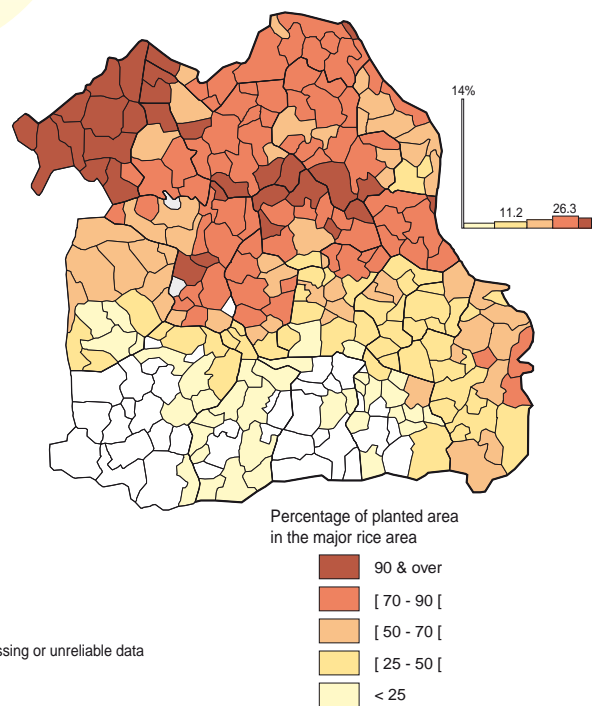 14%
11.2
26.3
Percentage of planted area
in the major rice area
90 & over
[ 70 - 90 [
[ 50 - 70 [
[ 25 - 50 [
< 25
or unreliable data